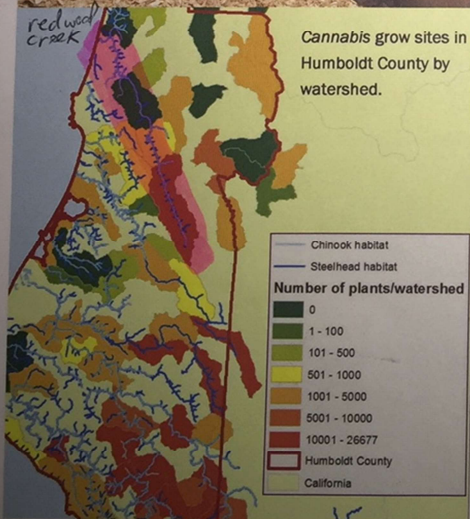 redwood
creek
Cannabis grow sites in
Humboldt County by
watershed.
Chinook habitat
Steelhead habitat
Number of plants/watershed
0
1 - 100
101 - 500
501 - 1000
1001 - 5000
5001 - 10000
10001 - 26677
Humboldt County
California